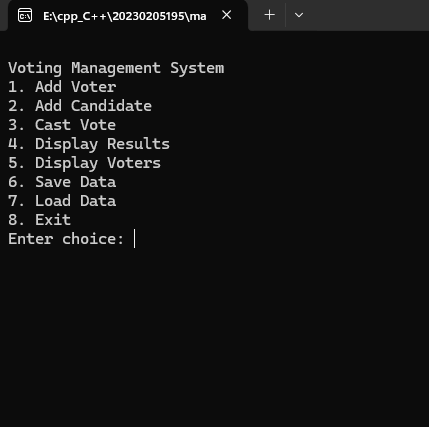 E:\cpp_C++\20230205195\ma
Voting Management System
1. Add Voter
2. Add Candidate
3. Cast Vote
4. Display Results
5. Display Voters
6. Save Data
7. Load Data
8. Exit
Enter choice: